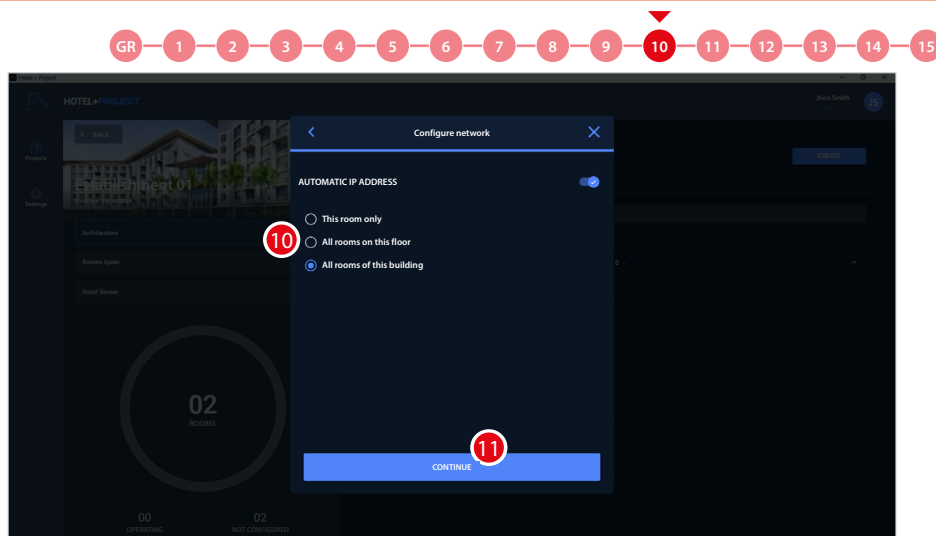 GR 1 2 3 4 5 6 7 8 9 10 11 12 13 14 15
Hotel + Project
HOTEL+PROJECT
Jhon Smith
JS
< BACK
Configure network
CREATE
Projects
AUTOMATIC IP ADDRESS
Establishment 01
Settings
This room only
Architecture
10
All rooms on this floor
Rooms types
All rooms of this building
0 ...
Hotel Server
02
ROOMS
11
CONTINUE
00
02
OPERATING
NOT CONFIGURED